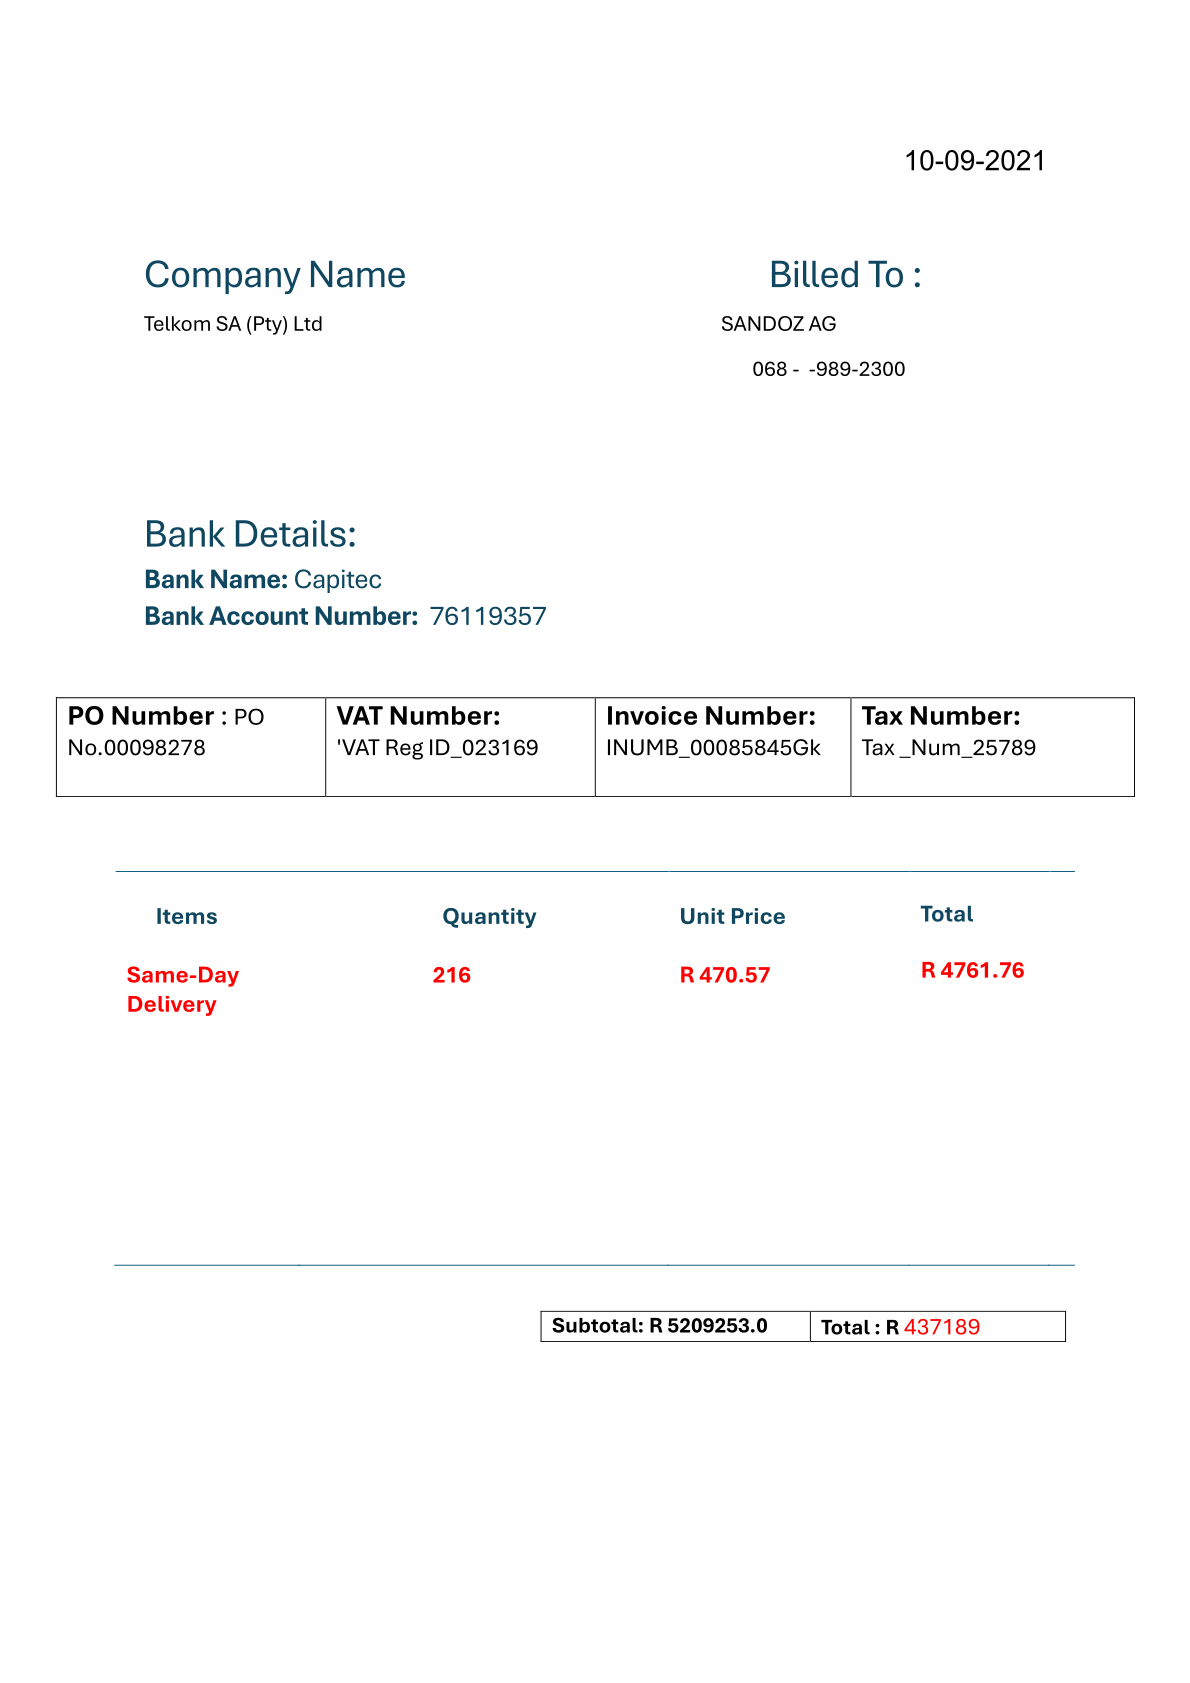 10-09-2021
Company Name
Billed To :
Telkom SA (Pty) Ltd
SANDOZ AG
068 -  -989-2300
Bank Details:
Bank Name: Capitec
Bank Account Number:  76119357
PO Number : PO
No.00098278
VAT Number:
'VAT Reg ID_023169
Invoice Number:
INUMB_00085845Gk
Tax Number:
Tax _Num_25789
Items Quantity Unit Price Total
Same-Day 216 R 470.57 R 4761.76
Delivery
Subtotal: R 5209253.0 Total : R 437189